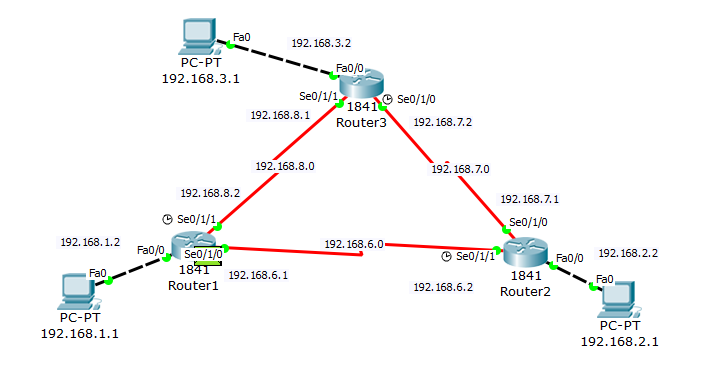 Fa0
192.168.3.2
PC-PT
192.168.3.1
Fa0/0
Se0/1/1
Se0/1/0
1841
Router3
192.168.8.1
192.168.7.2
192.168.8.0
192.168.7.0
192.168.8.2
192.168.7.1
Se0/1/1
Se0/1/0
192.168.1.2
Fa0/0
Se0/1/0
192.168.6.0
Se0/1/1
192.168.2.2
Fa0/0
1841
Router1
192.168.6.1
1841
Router2
192.168.6.2
Fa0
Fa0
PC-PT
192.168.1.1
PC-PT
192.168.2.1